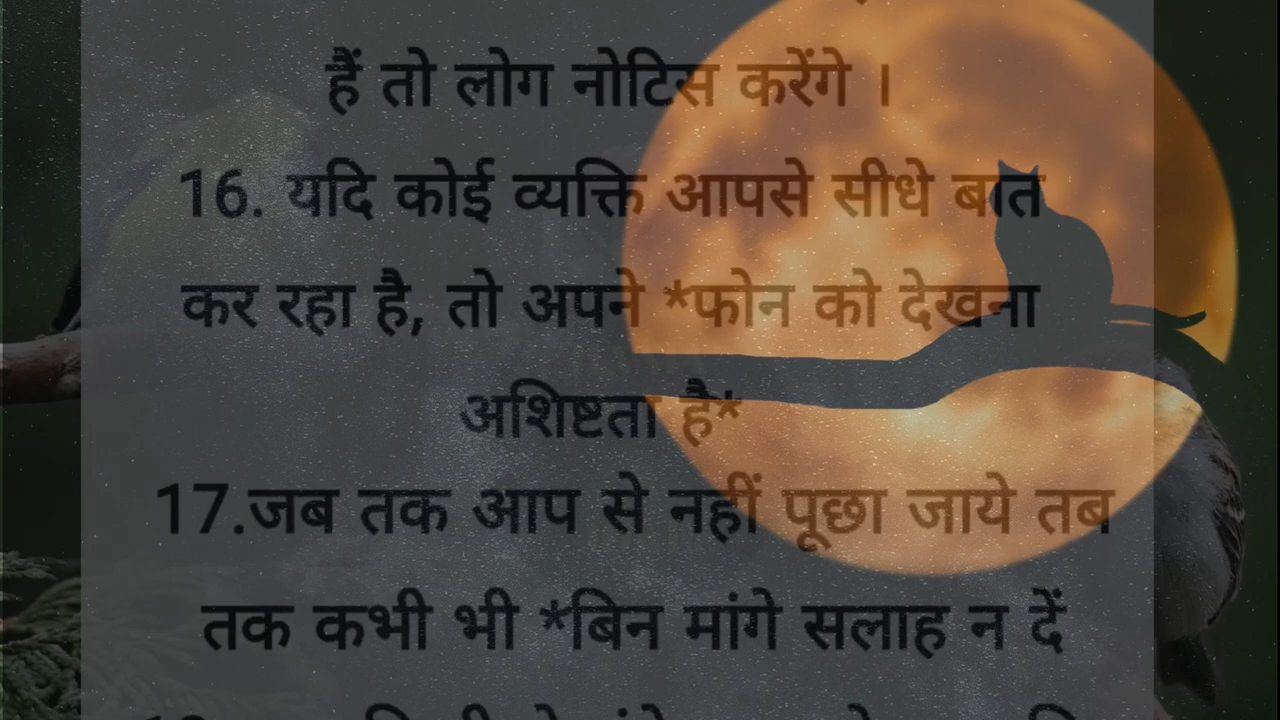 हैं तो लोग नोटिस करेंगे ।
16. यदि कोई व्यक्ति आपसे सीधे बात
कर रहा है, तो अपने *फोन को देखना
अशिष्टता है*
17.जब तक आप से नहीं पूछा जाये तब
तक कभी भी *बिन मांगे सलाह न दें